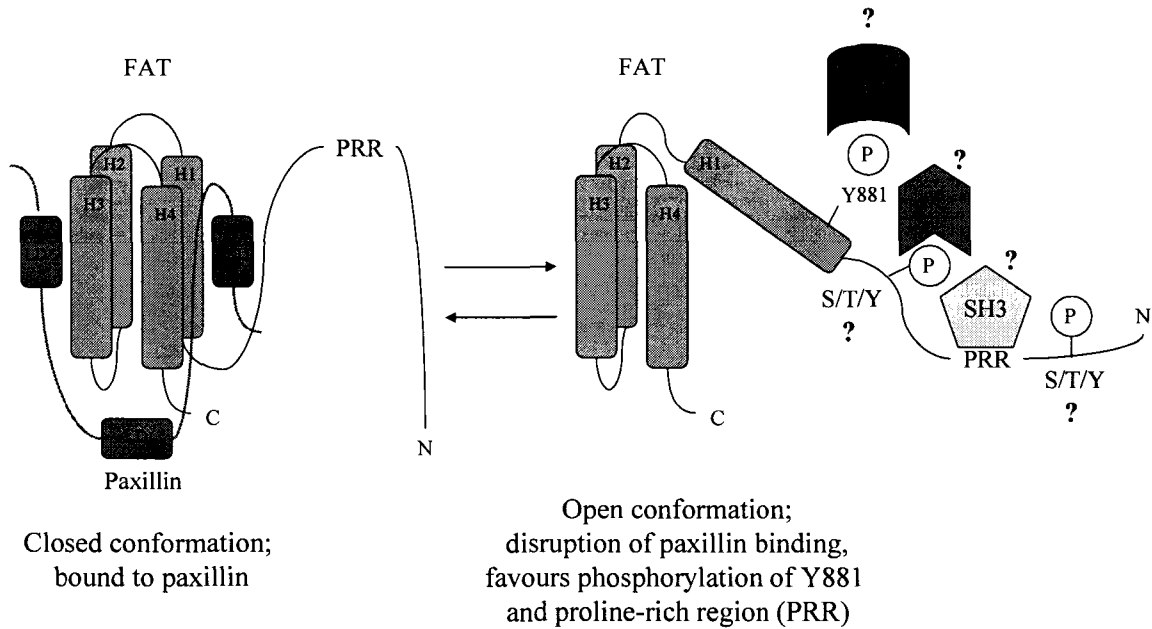 FAT
H2
H1
H3
H4
PRR
C
N
Paxillin
Closed conformation;
bound to paxillin
FAT
H2
H1
H3
H4
C
?
P
Y881
?
P
S/T/Y
?
?
SH3
PRR
P
N
S/T/Y
?
Open conformation;
disruption of paxillin binding,
favours phosphorylation of Y881
and proline-rich region (PRR)